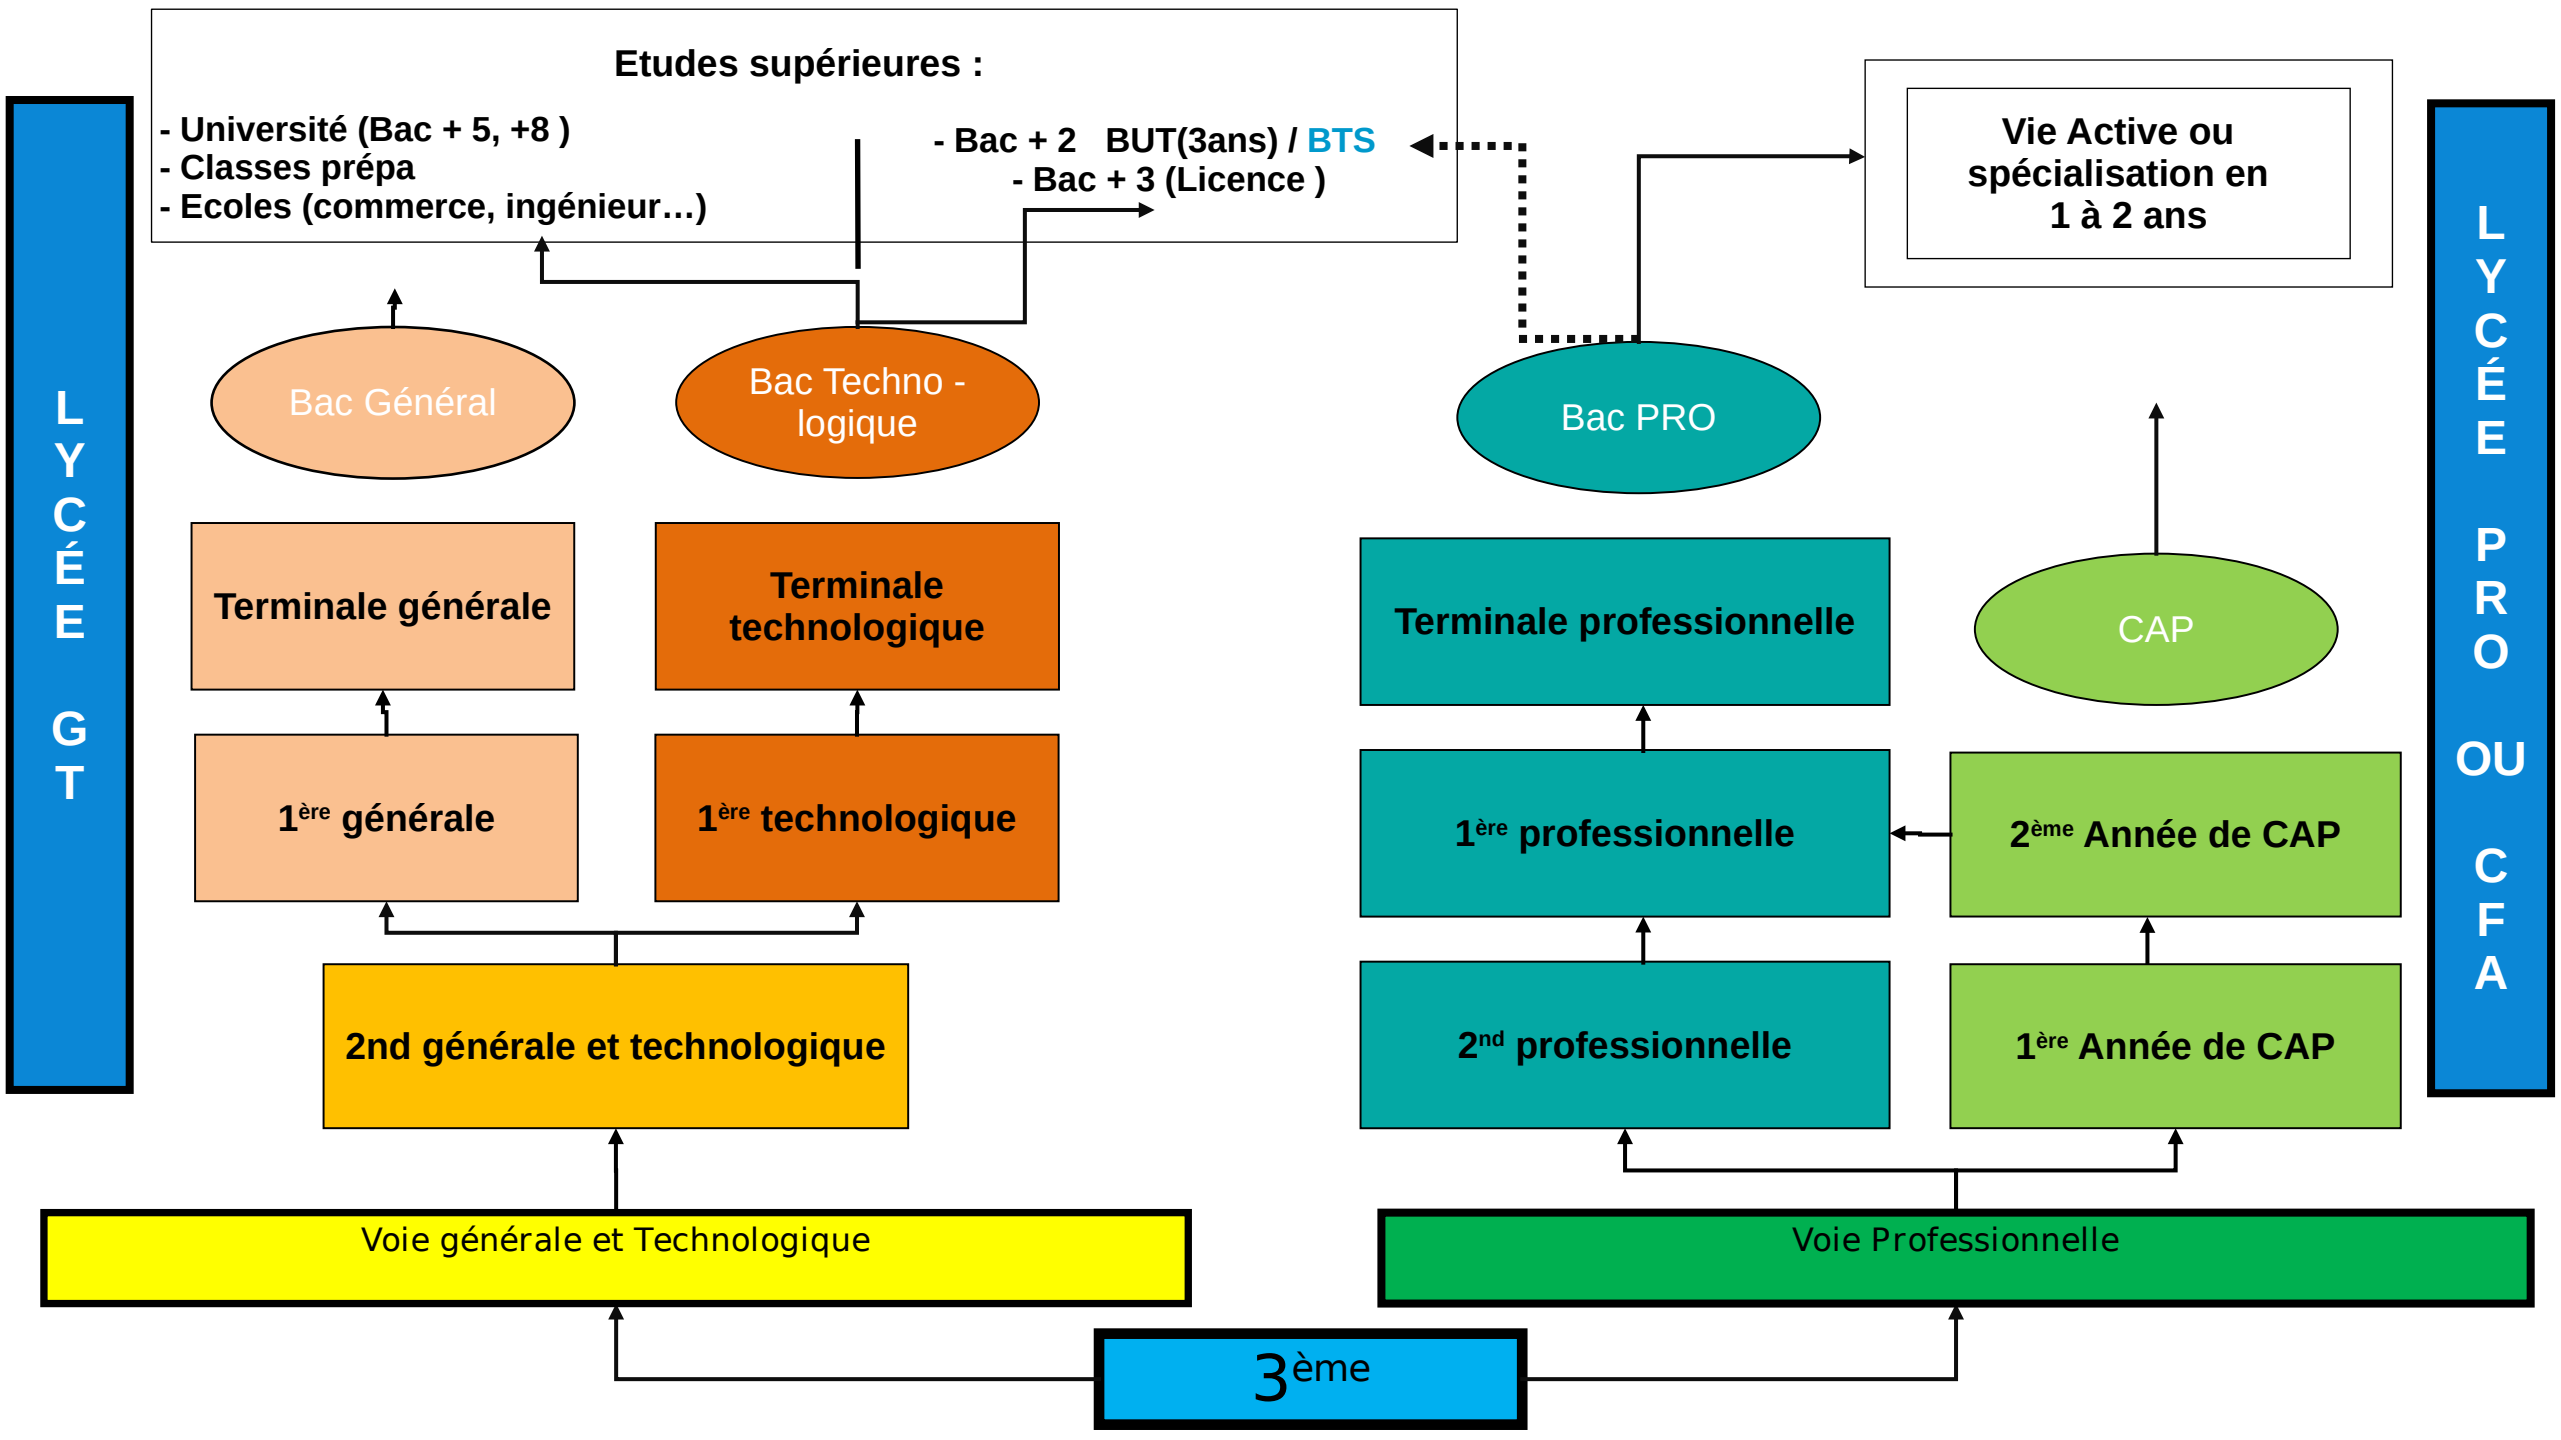 Etudes supérieures :
- Université (Bac + 5, +8 )
- Classes prépa
- Ecoles (commerce, ingénieur…)
- Bac + 2 BUT(3ans) / BTS
- Bac + 3 (Licence )
Vie Active ou
spécialisation en
1 à 2 ans
L
Y
C
É
E
G
T
L
Y
C
É
E
P
R
O
OU
C
F
A
Bac Général
Bac Techno -
logique
Bac PRO
CAP
Terminale générale
Terminale
technologique
Terminale professionnelle
1ère générale
1ère technologique
1ère professionnelle
2ème Année de CAP
2nd générale et technologique
2nd professionnelle
1ère Année de CAP
Voie générale et Technologique
Voie Professionnelle
3ème